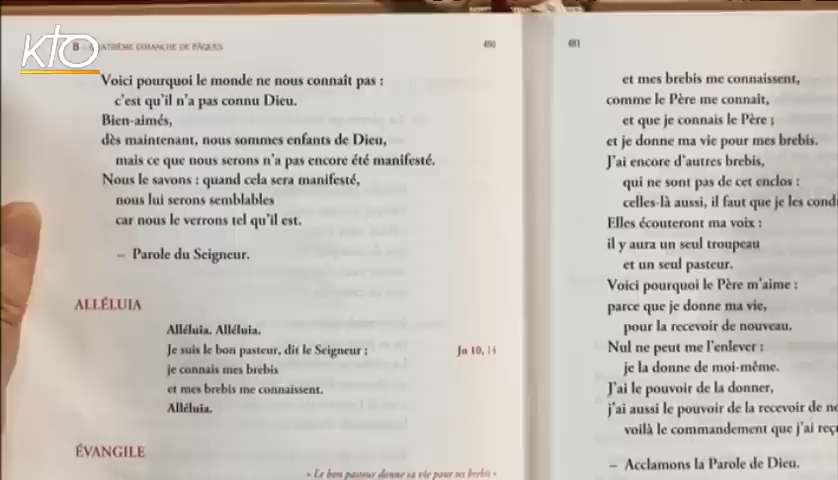 KTO
B – QUATRIÈME DIMANCHE DE PÂQUES
480
Voici pourquoi le monde ne nous connaît pas :
c'est qu'il n'a pas connu Dieu.
Bien-aimés,
dès maintenant, nous sommes enfants de Dieu,
mais ce que nous serons n'a pas encore été manifesté.
Nous le savons : quand cela sera manifesté,
nous lui serons semblables
car nous le verrons tel qu'il est.
– Parole du Seigneur.
ALLÉLUIA
Alléluia. Alléluia.
Je suis le bon pasteur, dit le Seigneur ;
Jn 10, 14
je connais mes brebis
et mes brebis me connaissent.
Alléluia.
ÉVANGILE
« Le bon pasteur donne sa vie pour ses brebis »
481
et mes brebis me connaissent,
comme le Père me connaît,
et que je connais le Père ;
et je donne ma vie pour mes brebis.
J'ai encore d'autres brebis,
qui ne sont pas de cet enclos :
celles-là aussi, il faut que je les cond
Elles écouteront ma voix :
il y aura un seul troupeau
et un seul pasteur.
Voici pourquoi le Père m'aime :
parce que je donne ma vie,
pour la recevoir de nouveau.
Nul ne peut me l'enlever :
je la donne de moi-même.
J'ai le pouvoir de la donner,
j'ai aussi le pouvoir de la recevoir de no
voilà le commandement que j'ai reç
– Acclamons la Parole de Dieu.